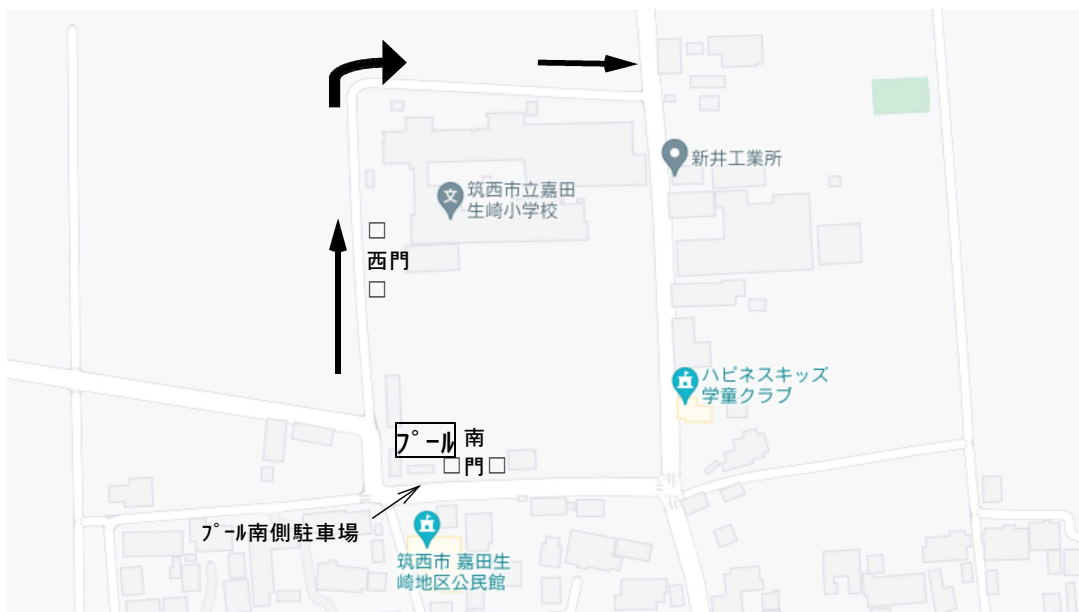 新井工業所
文
筑西市立嘉田
生崎小学校
西門
ハピネスキッズ
学童クラブ
プール
南
門
プール南側駐車場
筑西市 嘉田生
崎地区公民館